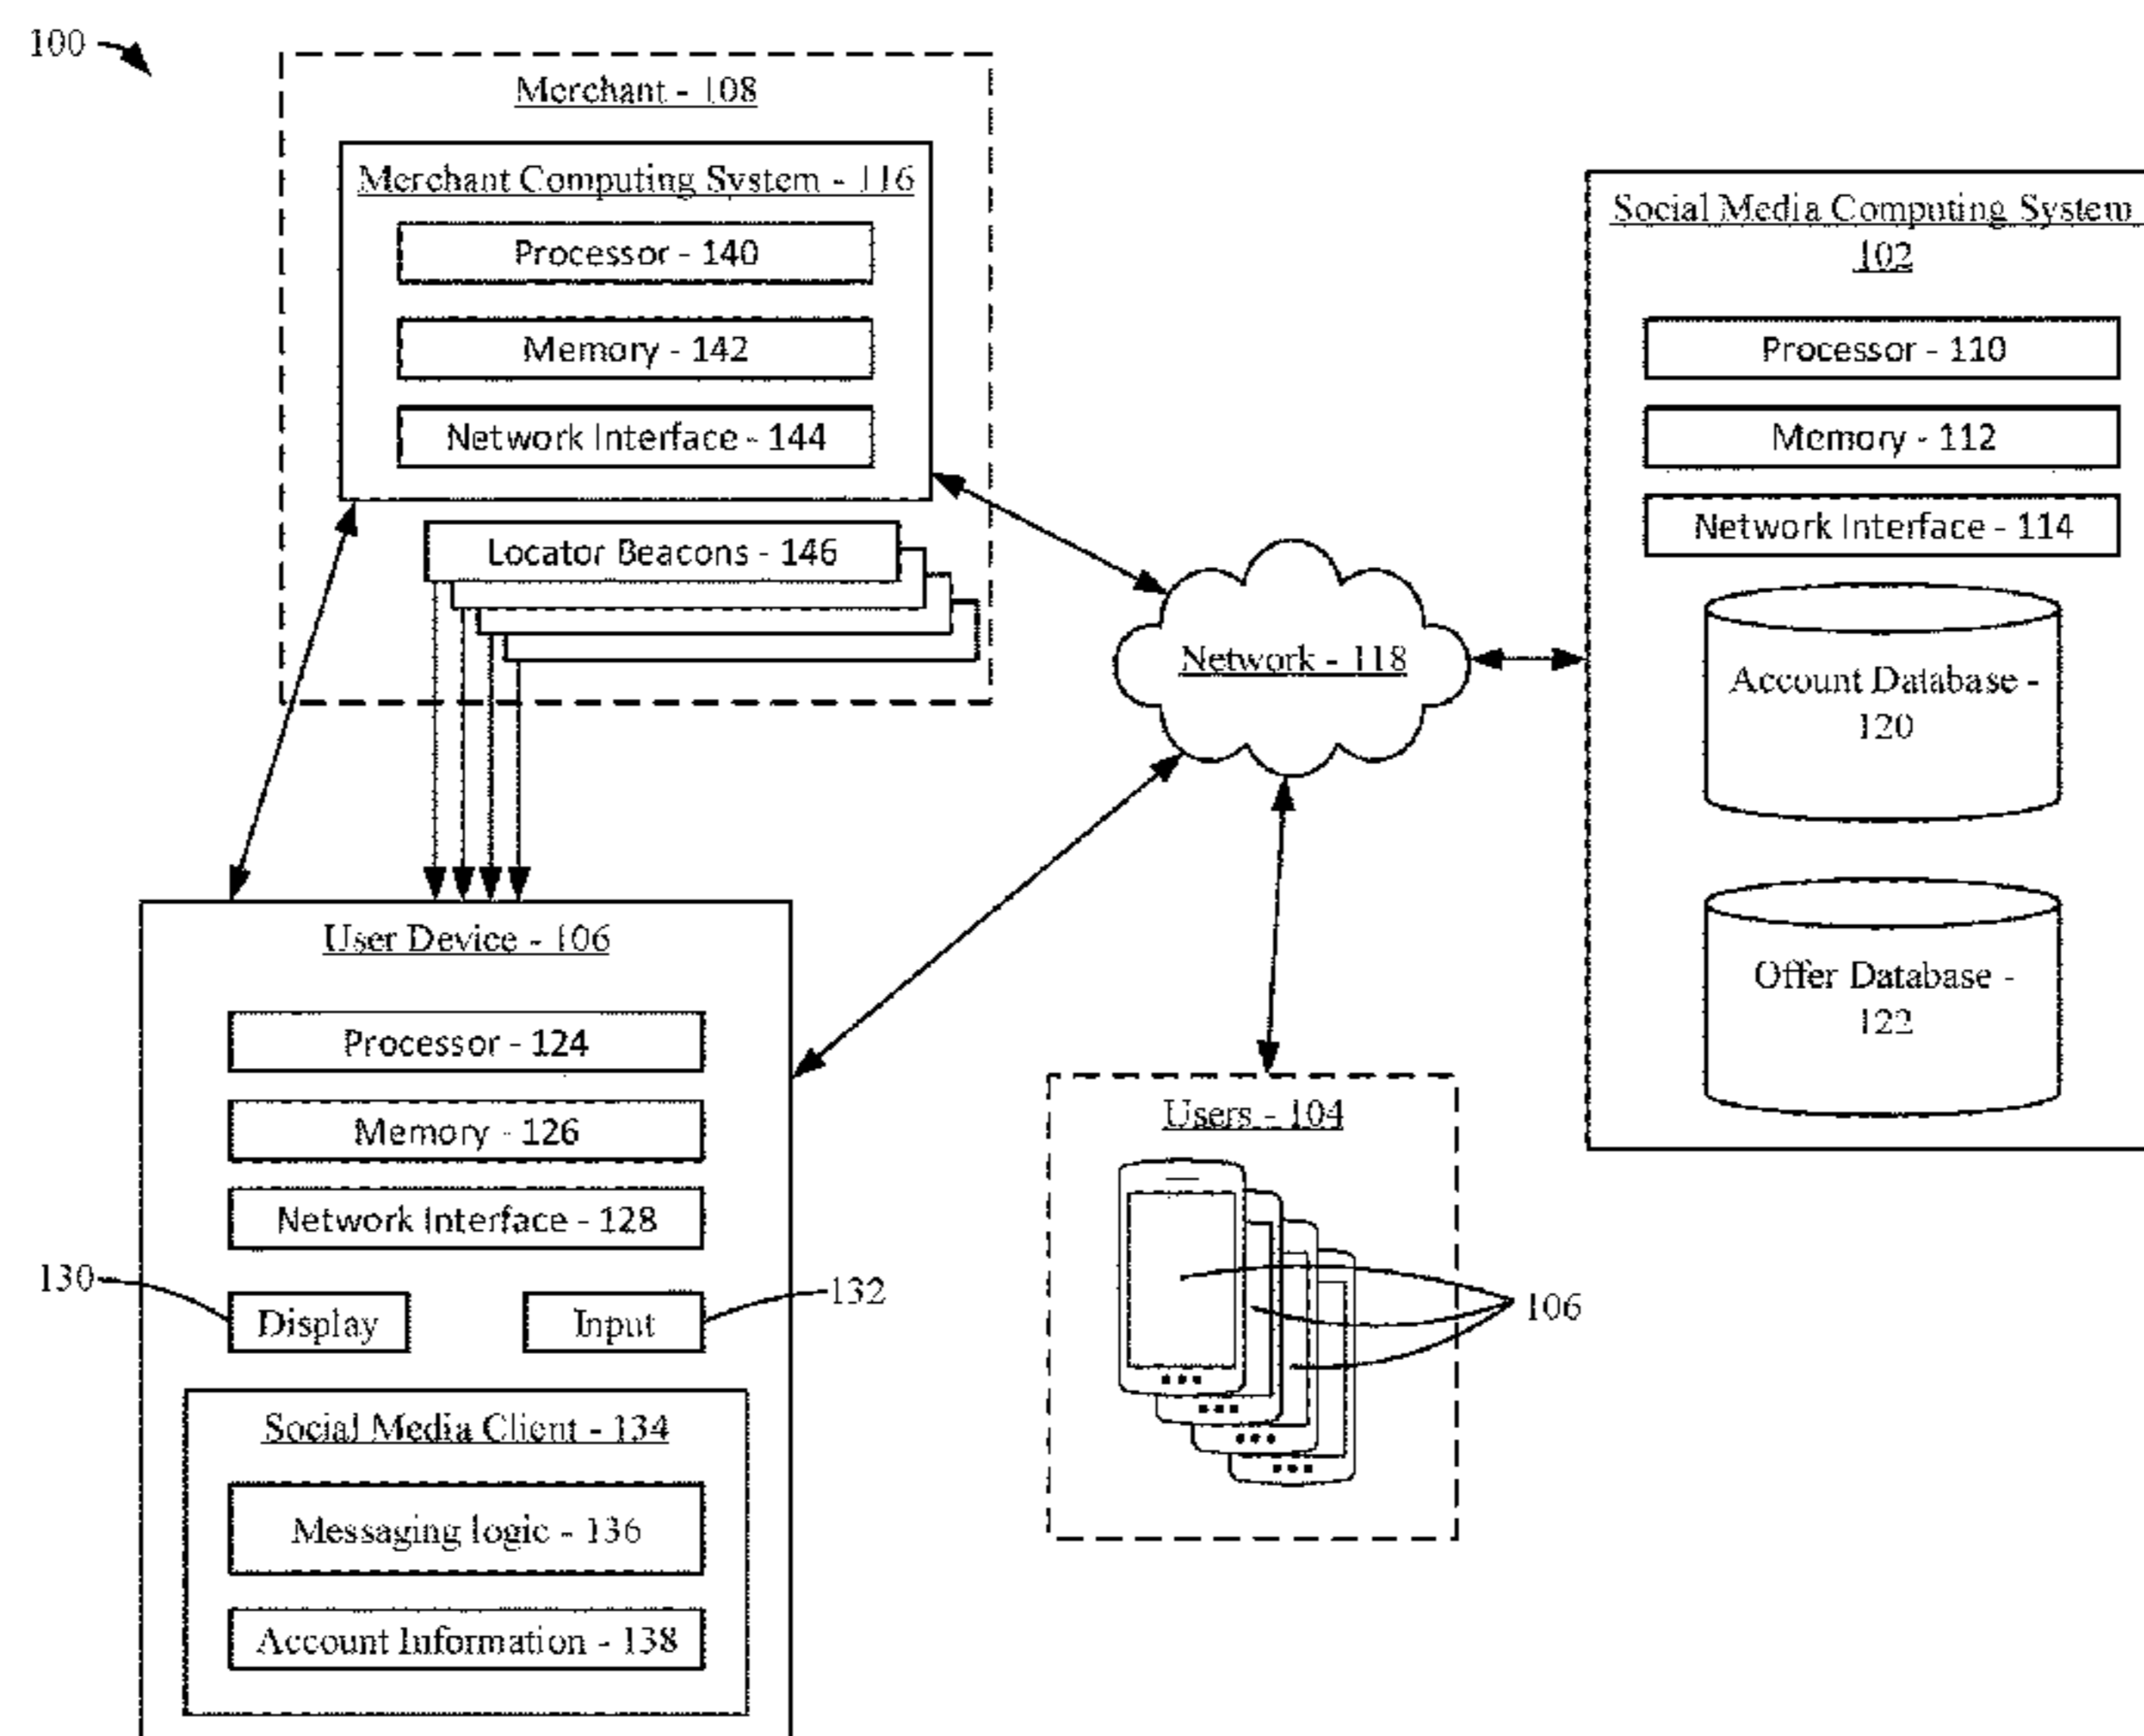 100
Merchant - 108
Merchant Computing System - 116
Processor - 140
Memory - 142
Network Interface - 144
Locator Beacons - 146
Network - 118
Social Media Computing System
102
Processor - 110
Memory - 112
Network Interface - 114
Account Database -
120
Offer Database -
122
User Device - 106
Processor - 124
Memory - 126
Network Interface - 128
130
Display
Input
132
Social Media Client - 134
Messaging logic - 136
Account Information - 138
Users - 104
106